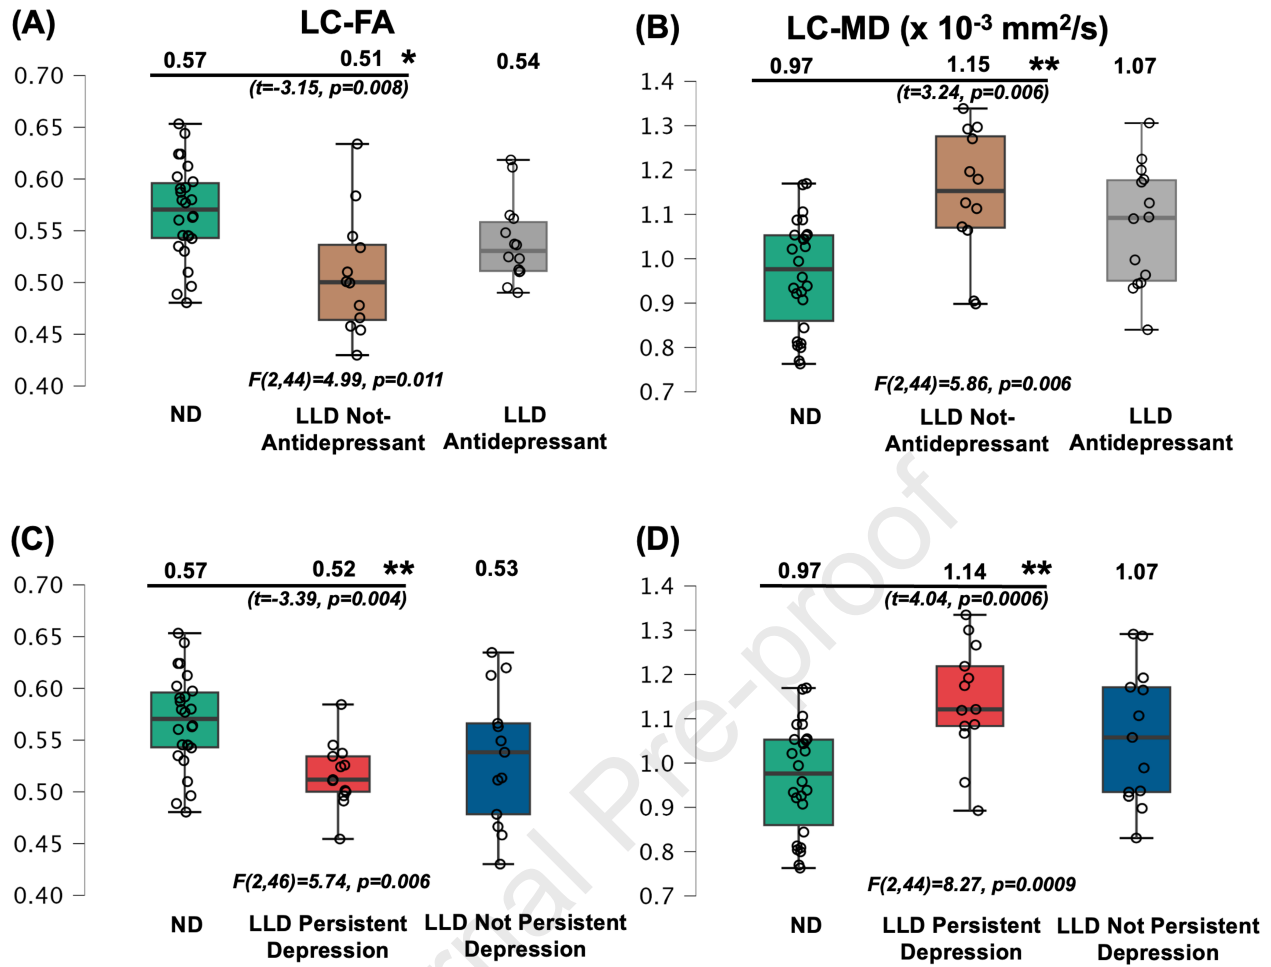 (A)
LC-FA
0.57
0.51 *
0.54
(t=-3.15, p=0.008)
0.70
0.65
0.60
0.55
0.50
0.45
0.40
F(2,44)=4.99, p=0.011
ND
LLD Not-
Antidepressant
LLD
Antidepressant
(B)
LC-MD (x 10⁻³ mm²/s)
0.97
1.15 **
1.07
(t=3.24, p=0.006)
1.4
1.3
1.2
1.1
1.0
0.9
0.8
0.7
F(2,44)=5.86, p=0.006
ND
LLD Not-
Antidepressant
LLD
Antidepressant
(C)
0.57
0.52 **
0.53
(t=-3.39, p=0.004)
0.70
0.65
0.60
0.55
0.50
0.45
0.40
F(2,46)=5.74, p=0.006
ND
LLD Persistent
Depression
LLD Not Persistent
Depression
(D)
0.97
1.14 **
1.07
(t=4.04, p=0.0006)
1.4
1.3
1.2
1.1
1.0
0.9
0.8
0.7
F(2,44)=8.27, p=0.0009
ND
LLD Persistent
Depression
LLD Not Persistent
Depression
rnal Pre-proof